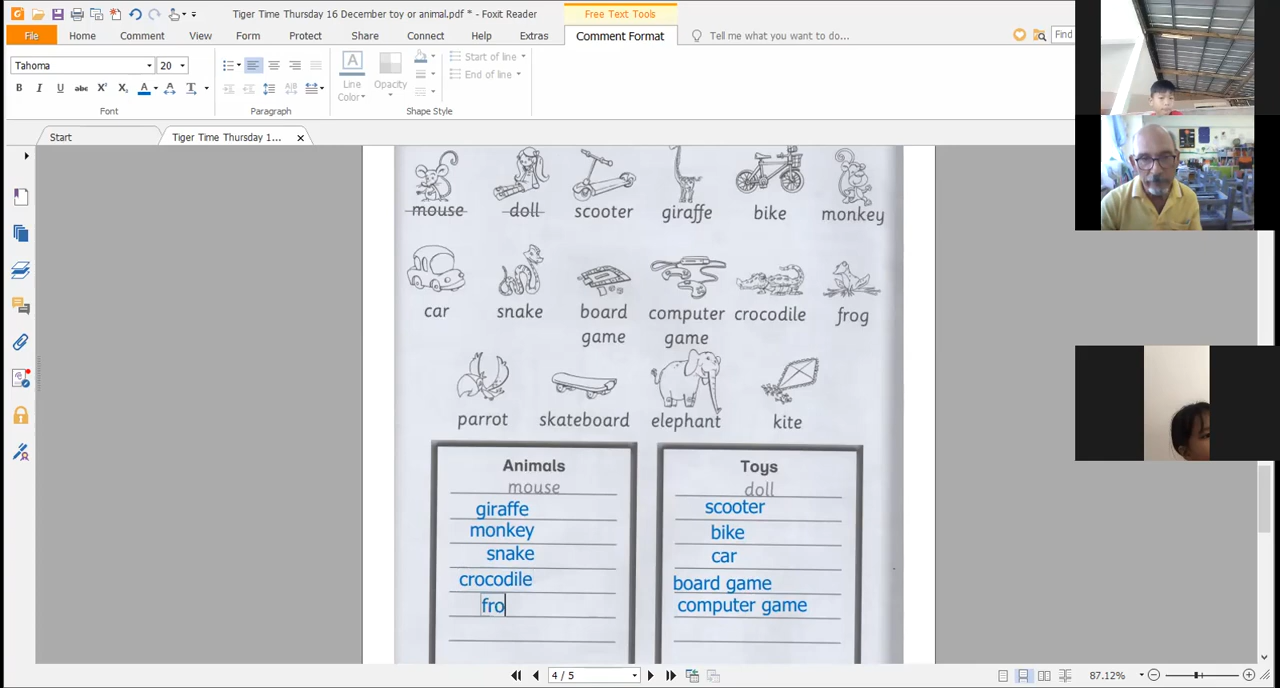 Tiger Time Thursday 16 December toy or animal.pdf * - Foxit Reader
Free Text Tools
File Home Comment View Form Protect Share Connect Help Extras Comment Format Tell me what you want to do... Find
Tahoma 20
Line Color
Opacity
Start of line
End of line
B I U abc X² X₂ A A T
Font Paragraph Shape Style
Start Tiger Time Thursday 1...
mouse doll scooter giraffe bike monkey
car snake board game computer game crocodile frog
parrot skateboard elephant kite
Animals
mouse
giraffe
monkey
snake
crocodile
fro
Toys
doll
scooter
bike
car
board game
computer game
4 / 5
87.12%